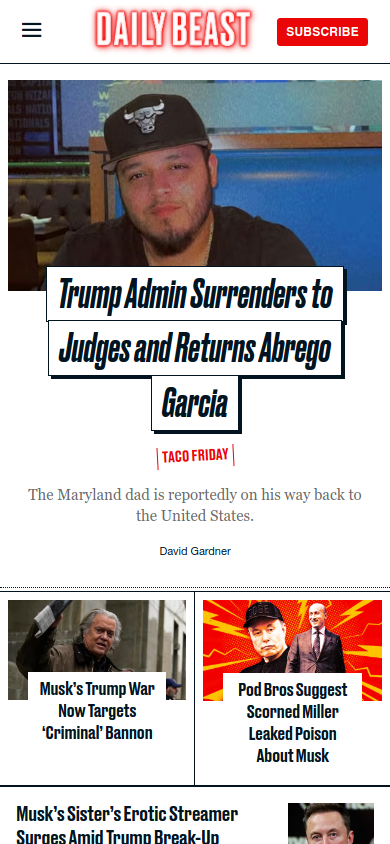 DAILY BEAST
SUBSCRIBE
Trump Admin Surrenders to
Judges and Returns Abrego
Garcia
TACO FRIDAY
The Maryland dad is reportedly on his way back to
the United States.
David Gardner
Musk's Trump War
Now Targets
'Criminal' Bannon
Pod Bros Suggest
Scorned Miller
Leaked Poison
About Musk
Musk's Sister's Erotic Streamer
Surges Amid Trump Break-Up